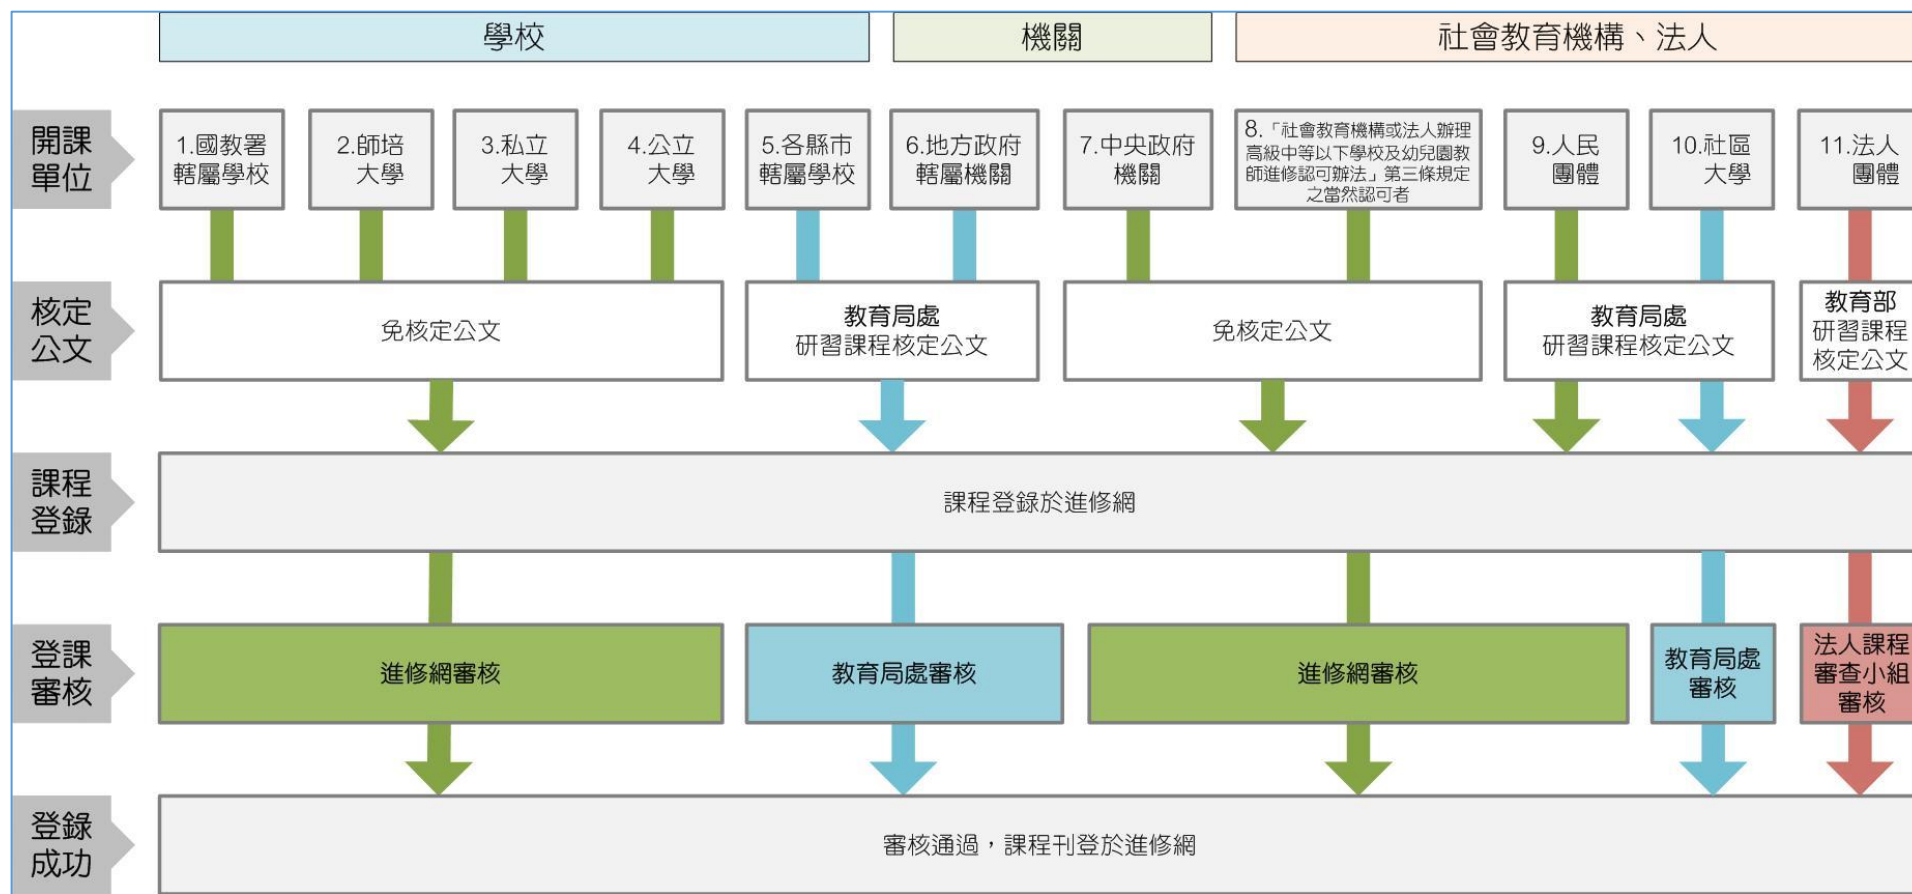 學校
機關
社會教育機構、法人
開課
單位
1.國教署
轄屬學校
2.師培
大學
3.私立
大學
4.公立
大學
5.各縣市
轄屬學校
6.地方政府
轄屬機關
7.中央政府
機關
8.「社會教育機構或法人辦理
高級中等以下學校及幼兒園教
師進修認可辦法」第三條規定
之當然認可者
9.人民
團體
10.社區
大學
11.法人
團體
核定
公文
免核定公文
教育局處
研習課程核定公文
免核定公文
教育局處
研習課程核定公文
教育部
研習課程
核定公文
課程
登錄
課程登錄於進修網
登課
審核
進修網審核
教育局處審核
進修網審核
教育局處
審核
法人課程
審查小組
審核
登錄
成功
審核通過，課程刊登於進修網